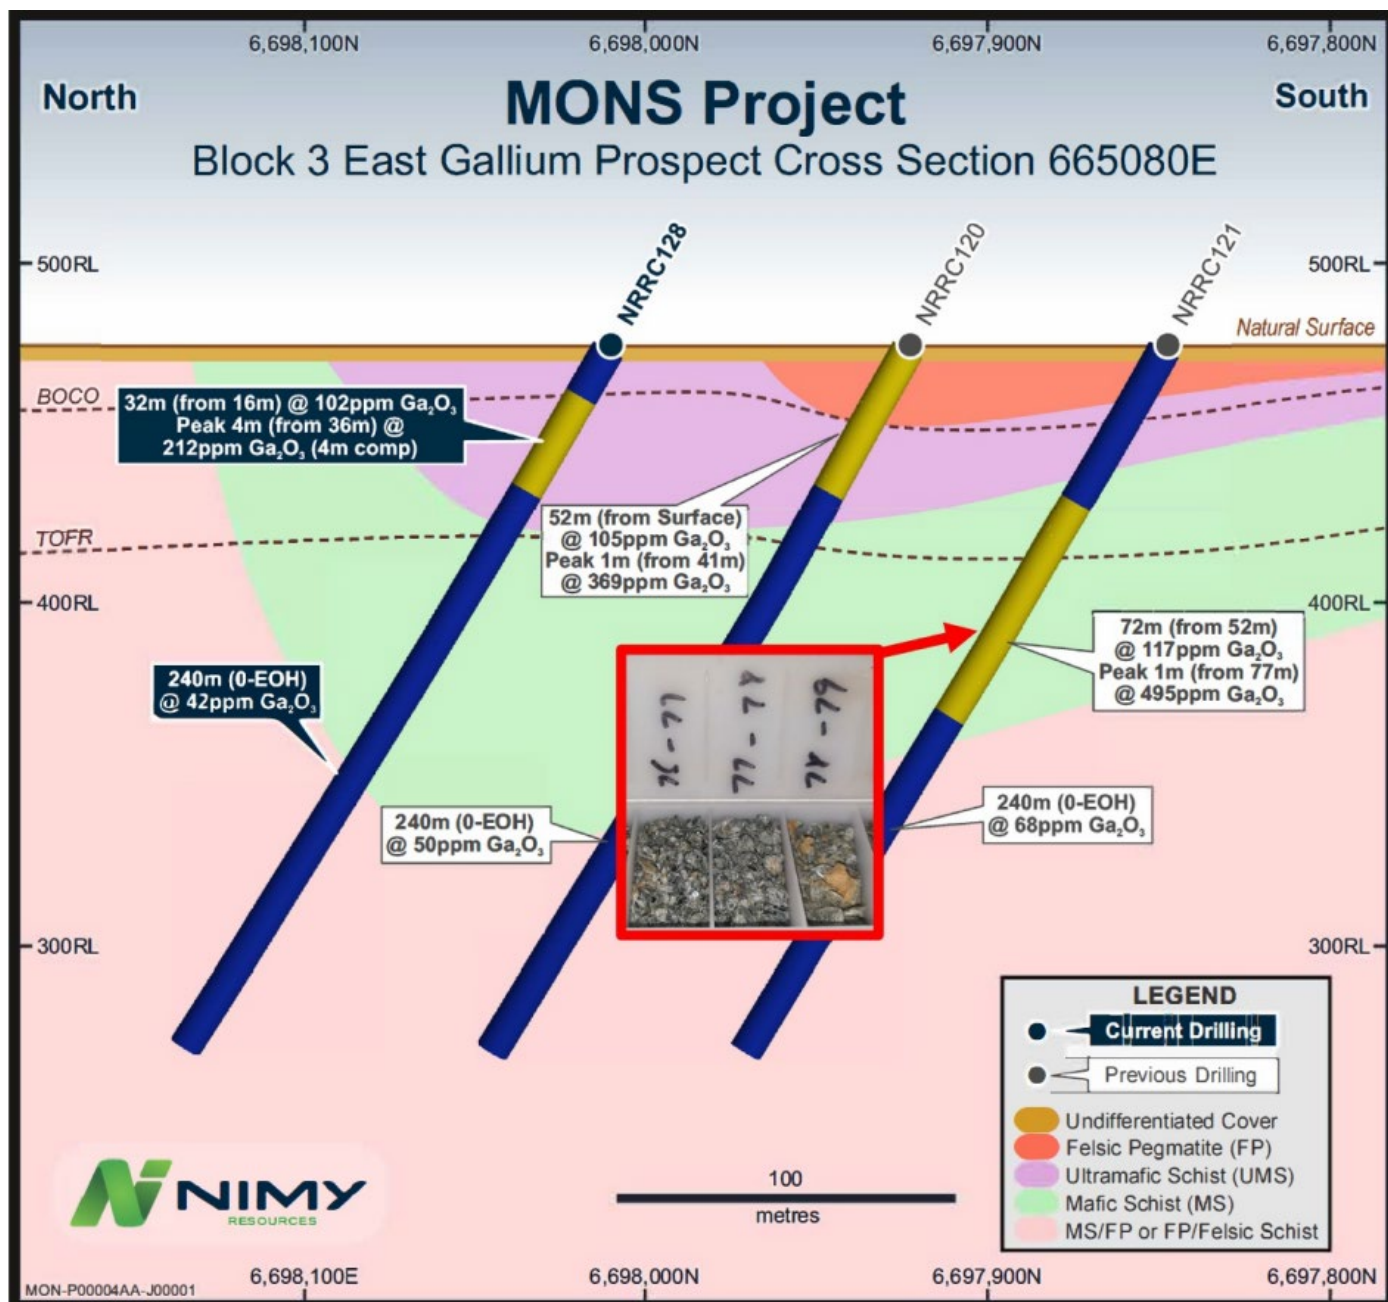 6,698,100N 6,698,000N 6,697,900N 6,697,800N
North
South
MONS Project
Block 3 East Gallium Prospect Cross Section 665080E
NRRC128
NRRC120
NRRC121
500RL
500RL
Natural Surface
BOCO
32m (from 16m) @ 102ppm Ga₂O₃
Peak 4m (from 36m) @
212ppm Ga₂O₃ (4m comp)
52m (from Surface)
@ 105ppm Ga₂O₃
Peak 1m (from 41m)
@ 369ppm Ga₂O₃
TOFR
400RL
400RL
72m (from 52m)
@ 117ppm Ga₂O₃
Peak 1m (from 77m)
@ 495ppm Ga₂O₃
240m (0-EOH)
@ 42ppm Ga₂O₃
240m (0-EOH)
@ 50ppm Ga₂O₃
240m (0-EOH)
@ 68ppm Ga₂O₃
300RL
300RL
LEGEND
Current Drilling
Previous Drilling
Undifferentiated Cover
Felsic Pegmatite (FP)
Ultramafic Schist (UMS)
Mafic Schist (MS)
MS/FP or FP/Felsic Schist
NIMY
RESOURCES
100
metres
6,698,100E 6,698,000N 6,697,900N 6,697,800N
MON-P00004AA-J00001